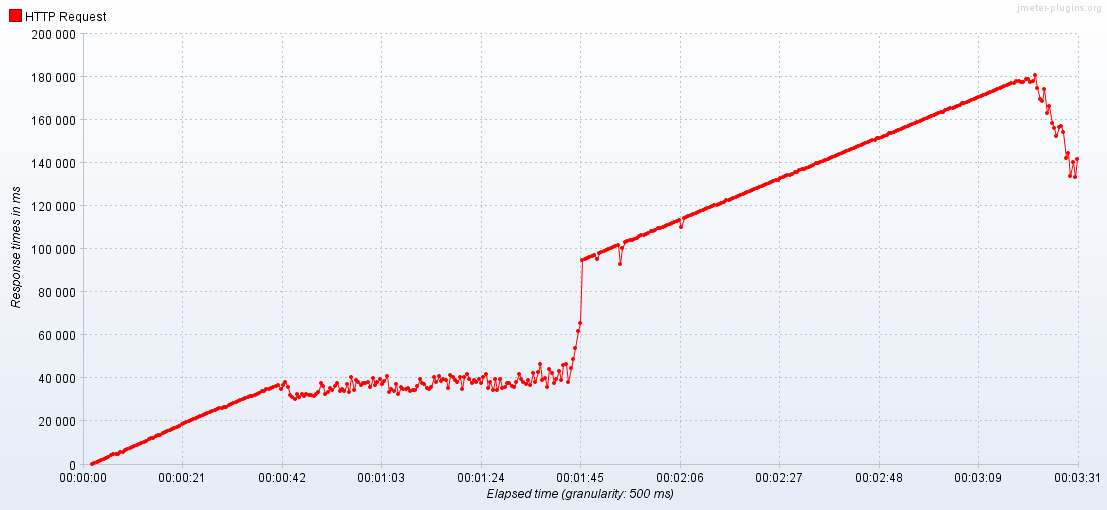 jmeter-plugins.org
HTTP Request
200 000
180 000
160 000
140 000
120 000
100 000
80 000
60 000
40 000
20 000
0
Response times in ms
00:00:00 00:00:21 00:00:42 00:01:03 00:01:24 00:01:45 00:02:06 00:02:27 00:02:48 00:03:09 00:03:31
Elapsed time (granularity: 500 ms)